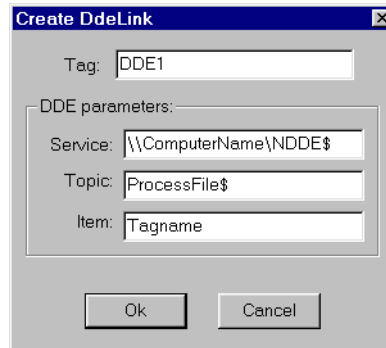 Create DdeLink
Tag: DDE1
DDE parameters:
Service: \\ComputerName\NDDE$
Topic: ProcessFile$
Item: Tagname
Ok Cancel